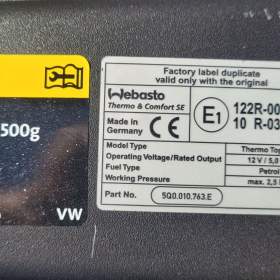 Factory label duplicate
valid only with the original
Webasto
Thermo & Comfort SE
Made in
Germany
CE
E1
122R-00
10 R-03
500g
VW
Model Type
Thermo Top
Operating Voltage/Rated Output
12 V / 5,0
Fuel Type
Petrol
Working Pressure
max. 2,5
Part No.
5Q0.010.763.E